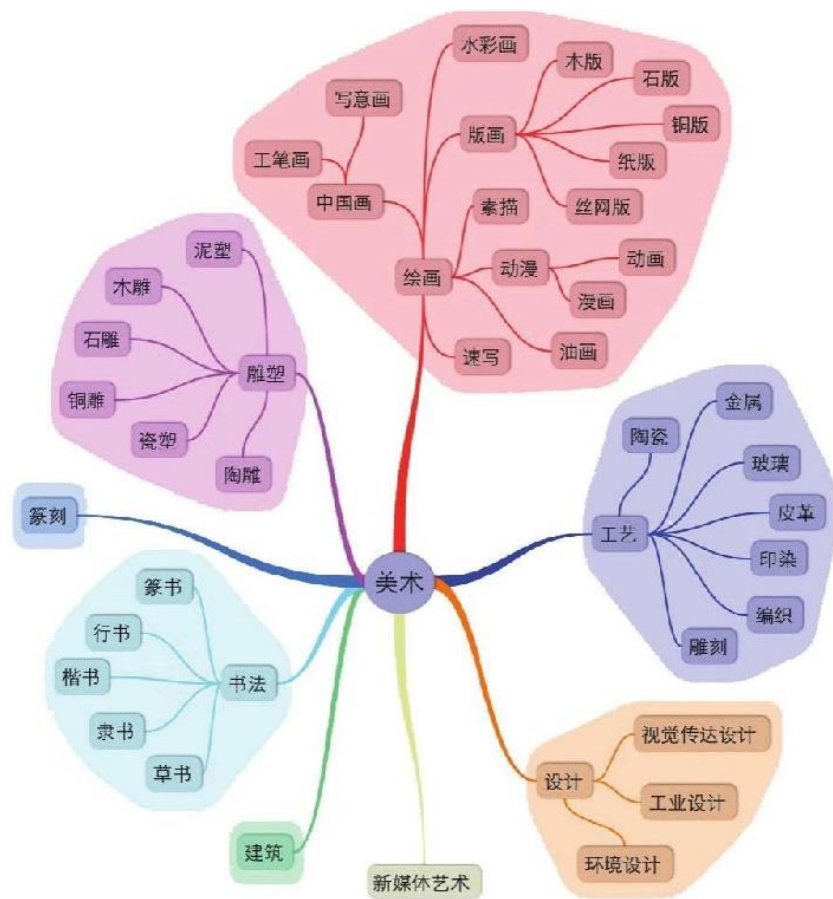 水彩画
木版
石版
写意画
铜版
版画
工笔画
纸版
中国画
素描
丝网版
泥塑
动画
绘画
动漫
木雕
漫画
石雕
速写
油画
雕塑
铜雕
金属
瓷塑
陶瓷
陶雕
玻璃
篆刻
皮革
工艺
印染
美术
篆书
编织
行书
雕刻
楷书
书法
隶书
视觉传达设计
草书
设计
工业设计
建筑
环境设计
新媒体艺术